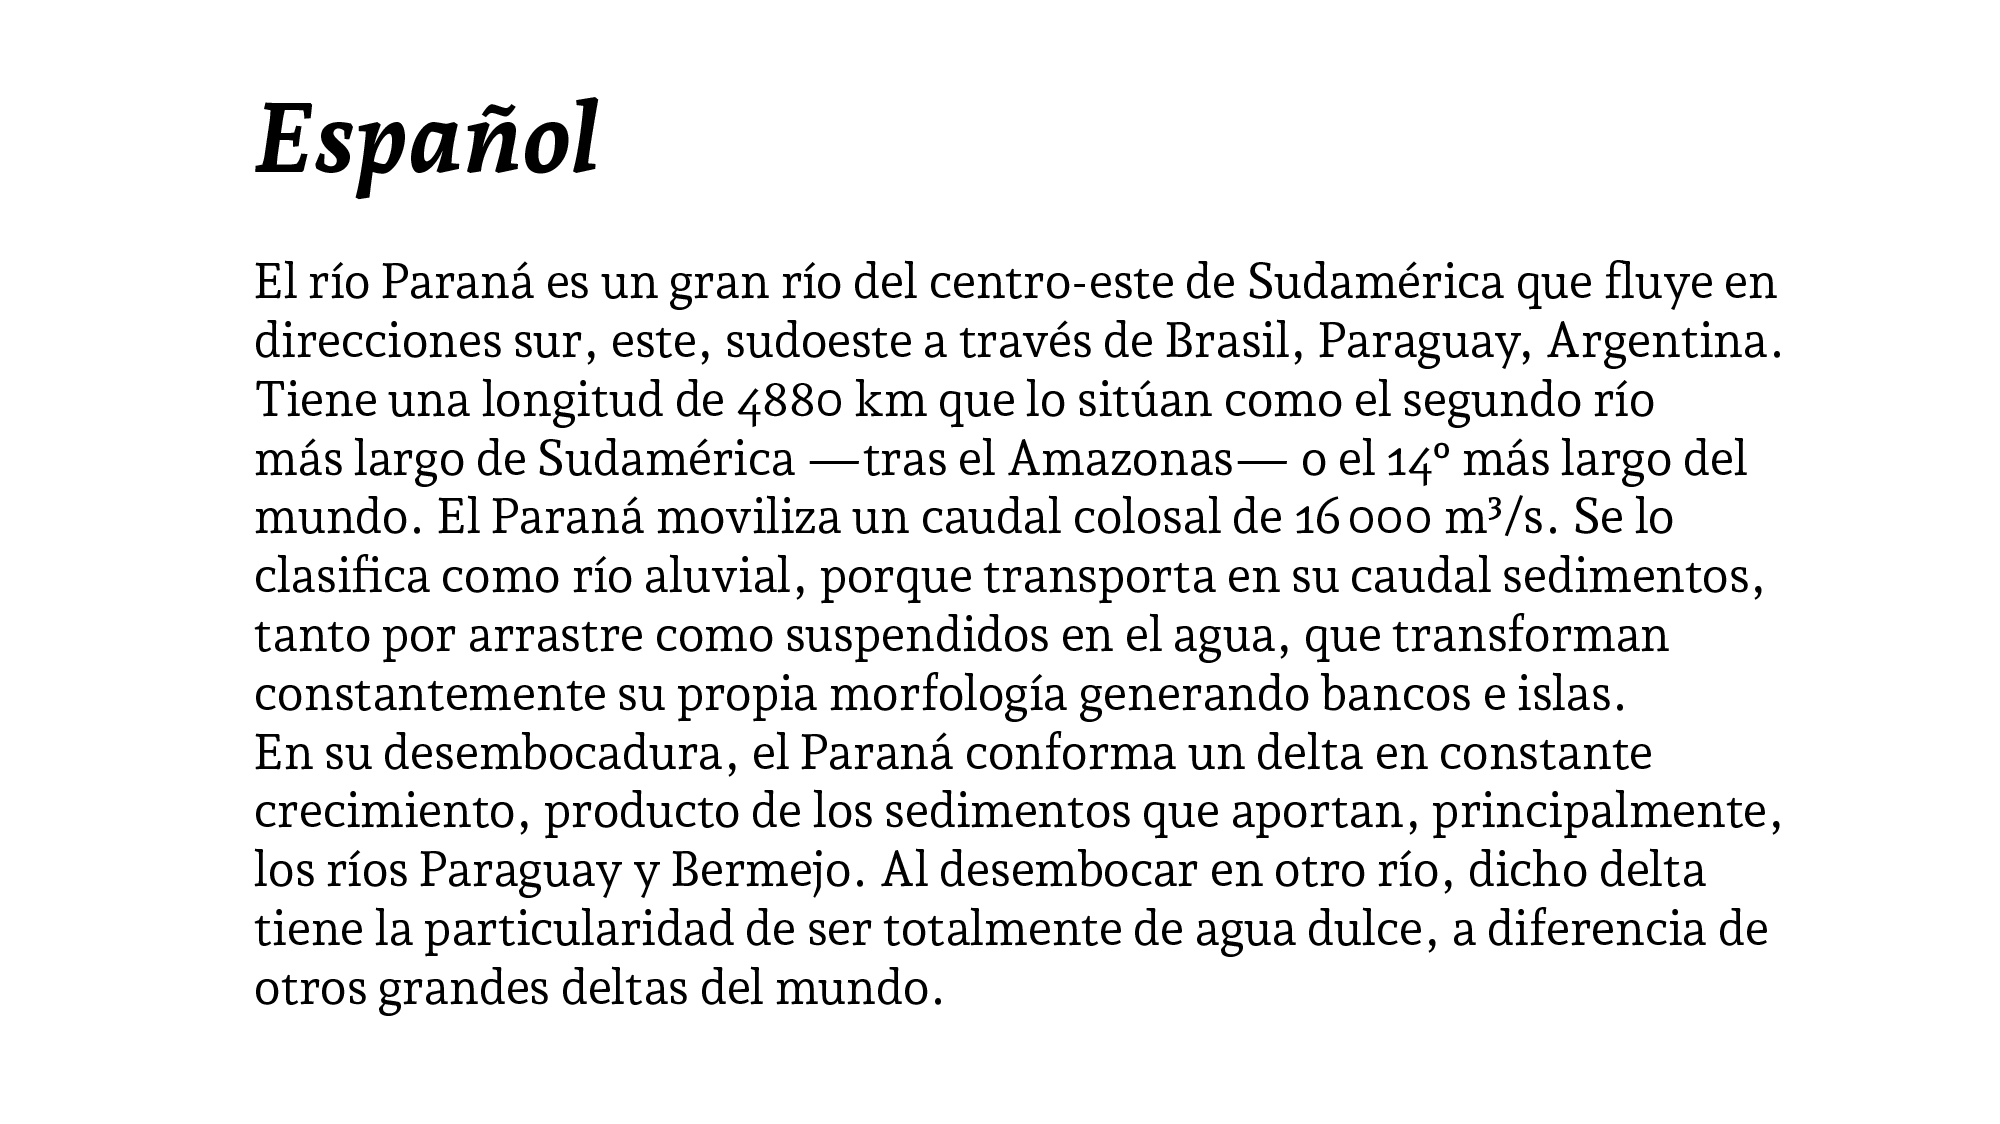 Español
El río Paraná es un gran río del centro-este de Sudamérica que fluye en
direcciones sur, este, sudoeste a través de Brasil, Paraguay, Argentina.
Tiene una longitud de 4880 km que lo sitúan como el segundo río
más largo de Sudamérica —tras el Amazonas— o el 14º más largo del
mundo. El Paraná moviliza un caudal colosal de 16 000 m³/s. Se lo
clasifica como río aluvial, porque transporta en su caudal sedimentos,
tanto por arrastre como suspendidos en el agua, que transforman
constantemente su propia morfología generando bancos e islas.
En su desembocadura, el Paraná conforma un delta en constante
crecimiento, producto de los sedimentos que aportan, principalmente,
los ríos Paraguay y Bermejo. Al desembocar en otro río, dicho delta
tiene la particularidad de ser totalmente de agua dulce, a diferencia de
otros grandes deltas del mundo.